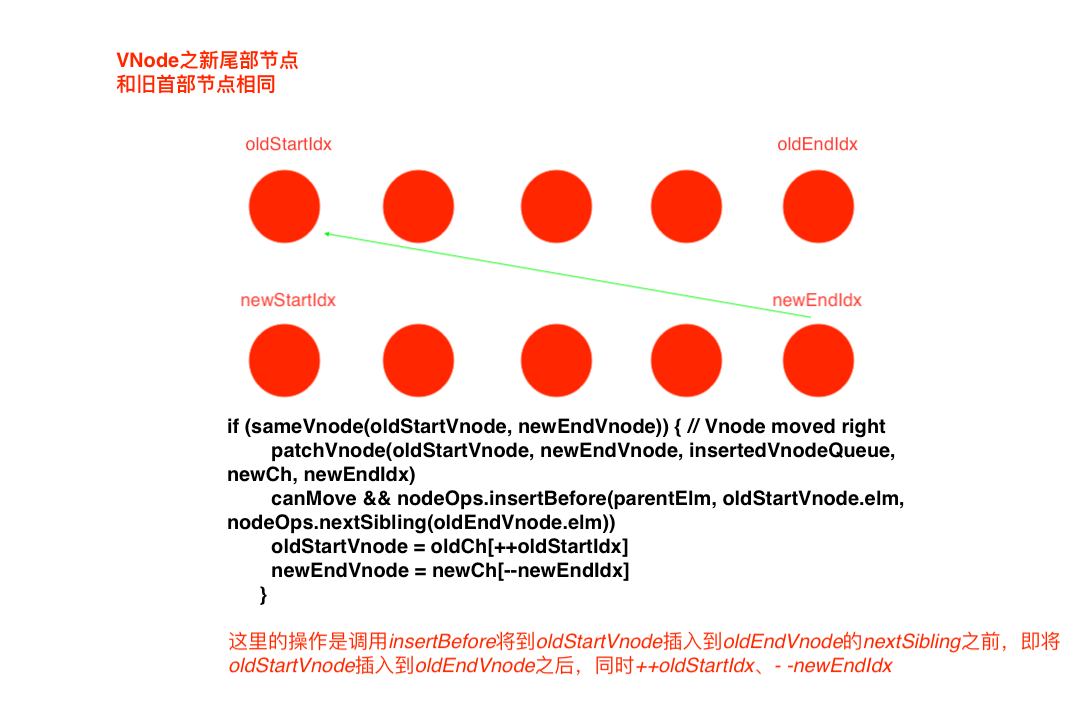 VNode之新尾部节点
和旧首部节点相同
oldStartIdx oldEndIdx
newStartIdx newEndIdx
if (sameVnode(oldStartVnode, newEndVnode)) { // Vnode moved right
patchVnode(oldStartVnode, newEndVnode, insertedVnodeQueue,
newCh, newEndIdx)
canMove && nodeOps.insertBefore(parentElm, oldStartVnode.elm,
nodeOps.nextSibling(oldEndVnode.elm))
oldStartVnode = oldCh[++oldStartIdx]
newEndVnode = newCh[--newEndIdx]
}
这里的操作是调用insertBefore将到oldStartVnode插入到oldEndVnode的nextSibling之前，即将
oldStartVnode插入到oldEndVnode之后，同时++oldStartIdx、- -newEndIdx